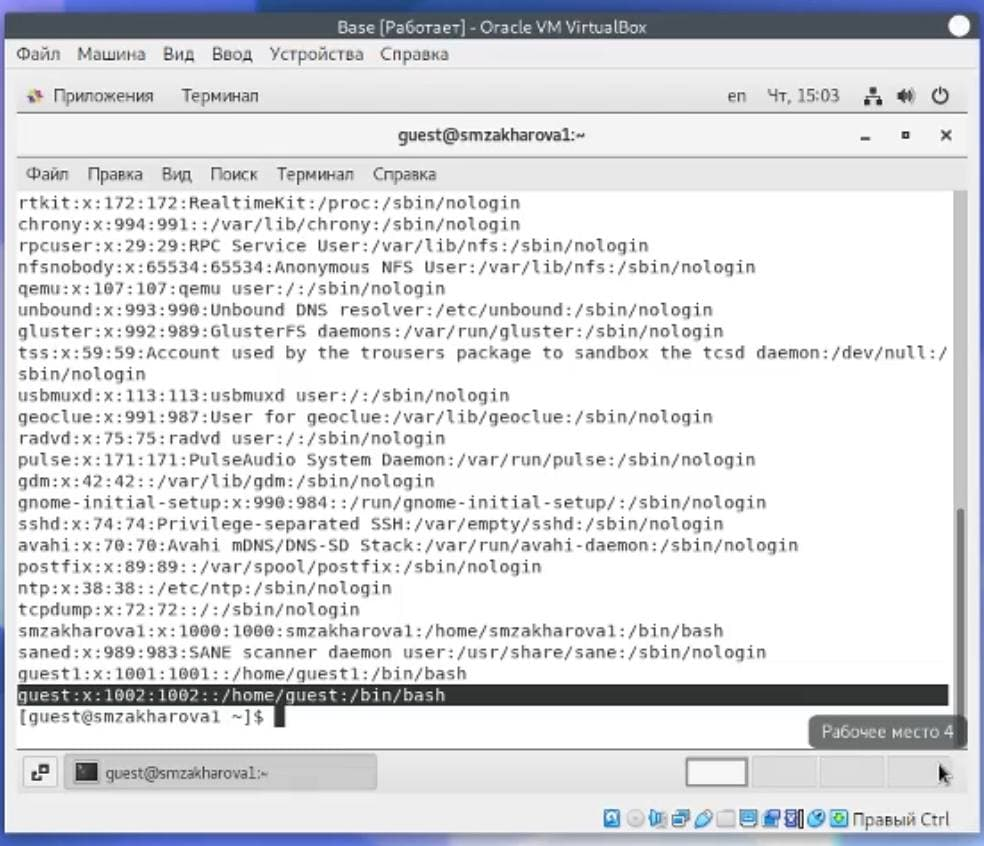 Base [Работает] - Oracle VM VirtualBox
Файл Машина Вид Ввод Устройства Справка
Приложения Терминал en Чт, 15:03
guest@smzakharova1:~
Файл Правка Вид Поиск Терминал Справка
rtkit:x:172:172:RealtimeKit:/proc:/sbin/nologin
chrony:x:994:991::/var/lib/chrony:/sbin/nologin
rpcuser:x:29:29:RPC Service User:/var/lib/nfs:/sbin/nologin
nfsnobody:x:65534:65534:Anonymous NFS User:/var/lib/nfs:/sbin/nologin
qemu:x:107:107:qemu user:/:/sbin/nologin
unbound:x:993:990:Unbound DNS resolver:/etc/unbound:/sbin/nologin
gluster:x:992:989:GlusterFS daemons:/var/run/gluster:/sbin/nologin
tss:x:59:59:Account used by the trousers package to sandbox the tcsd daemon:/dev/null:/
sbin/nologin
usbmuxd:x:113:113:usbmuxd user:/:/sbin/nologin
geoclue:x:991:987:User for geoclue:/var/lib/geoclue:/sbin/nologin
radvd:x:75:75:radvd user:/:/sbin/nologin
pulse:x:171:171:PulseAudio System Daemon:/var/run/pulse:/sbin/nologin
gdm:x:42:42::/var/lib/gdm:/sbin/nologin
gnome-initial-setup:x:990:984::/run/gnome-initial-setup/:/sbin/nologin
sshd:x:74:74:Privilege-separated SSH:/var/empty/sshd:/sbin/nologin
avahi:x:70:70:Avahi mDNS/DNS-SD Stack:/var/run/avahi-daemon:/sbin/nologin
postfix:x:89:89::/var/spool/postfix:/sbin/nologin
ntp:x:38:38::/etc/ntp:/sbin/nologin
tcpdump:x:72:72::/:/sbin/nologin
smzakharova1:x:1000:1000:smzakharova1:/home/smzakharova1:/bin/bash
saned:x:989:983:SANE scanner daemon user:/usr/share/sane:/sbin/nologin
guest1:x:1001:1001::/home/guest1:/bin/bash
guest:x:1002:1002::/home/guest:/bin/bash
[guest@smzakharova1 ~]$
Рабочее место 4
guest@smzakharova1:~
Правый Ctrl